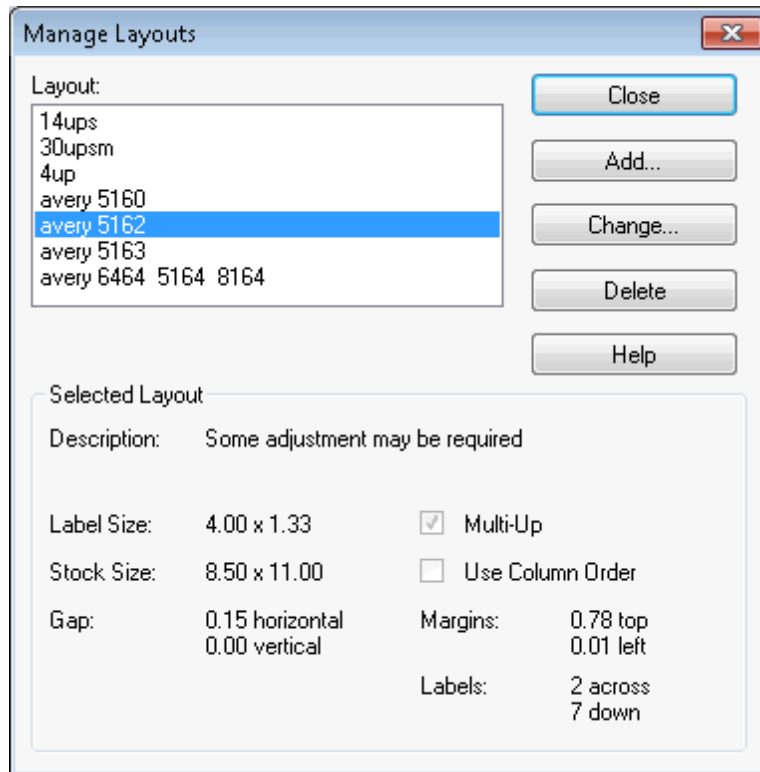 Manage Layouts
Layout:
14ups
30upsm
4up
avery 5160
avery 5162
avery 5163
avery 6464  5164  8164
Close
Add...
Change...
Delete
Help
Selected Layout
Description: Some adjustment may be required
Label Size: 4.00 x 1.33 Multi-Up
Stock Size: 8.50 x 11.00 Use Column Order
Gap: 0.15 horizontal Margins: 0.78 top
0.00 vertical 0.01 left
Labels: 2 across
7 down